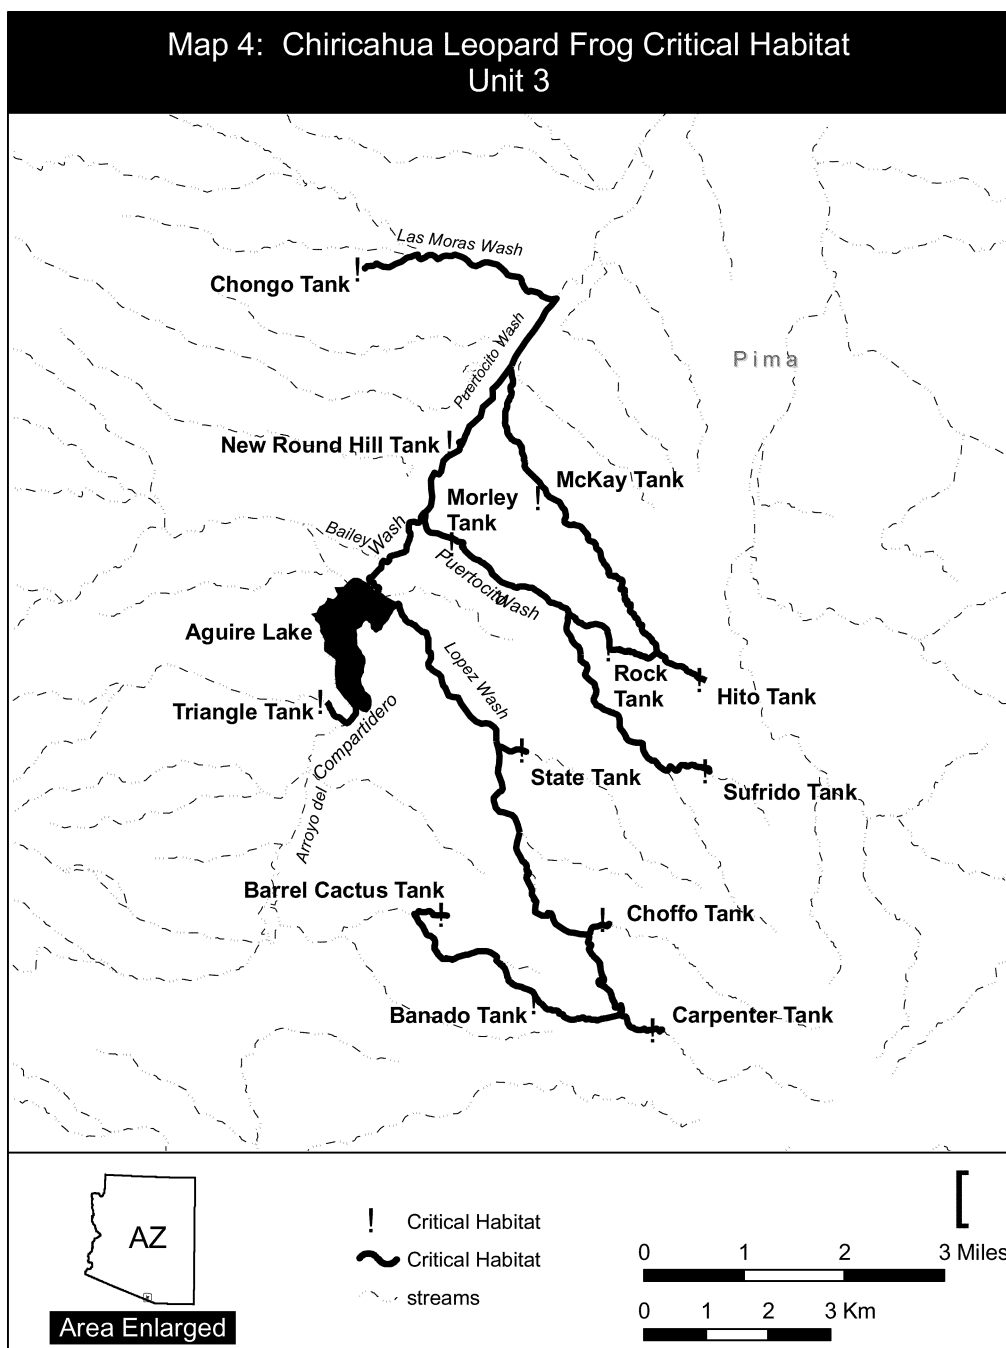 Map 4: Chiricahua Leopard Frog Critical Habitat
Unit 3
Las Moras Wash
Chongo Tank
!
Puertocito Wash
Pima
New Round Hill Tank
!
McKay Tank
!
Morley
Tank
!
Bailey
Wash
Puertocito
Wash
Aguire Lake
Lopez Wash
!
Rock
Tank
!
Hito Tank
Triangle Tank
!
Arroyo del Compartidero
!
State Tank
!
Sufrido Tank
Barrel Cactus Tank
!
!
Choffo Tank
Banado Tank
!
!
Carpenter Tank
AZ
Area Enlarged
! Critical Habitat
Critical Habitat
streams
[
0 1 2 3 Miles
0 1 2 3 Km